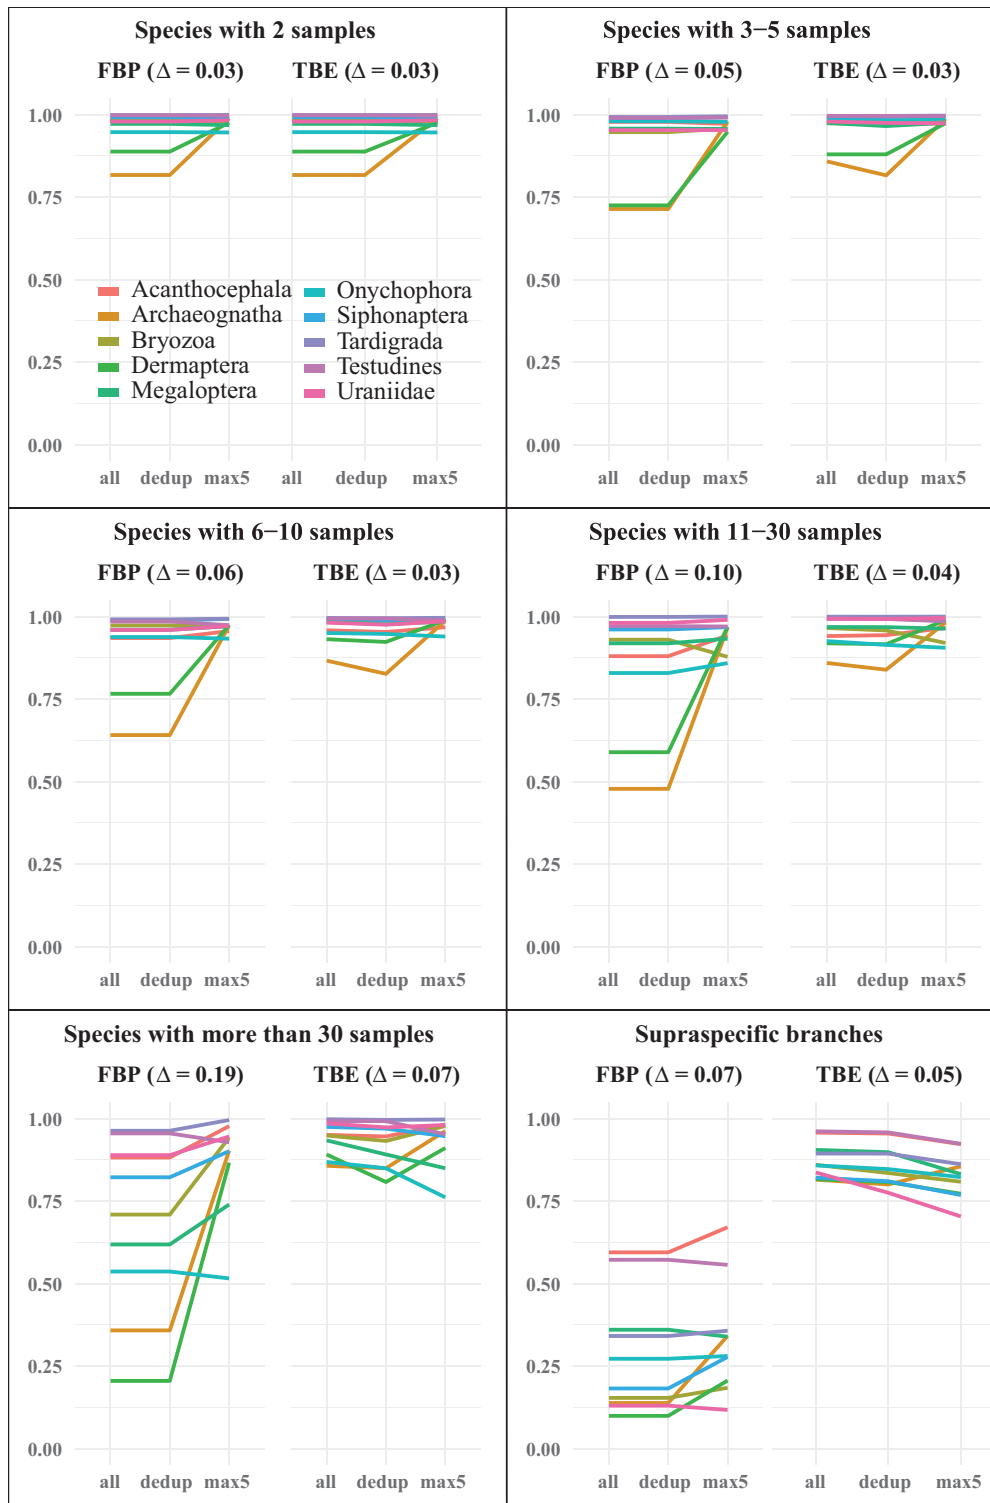 Species with 2 samples
FBP (Δ = 0.03) TBE (Δ = 0.03)
1.00
0.75
0.50
0.25
0.00
Acanthocephala
Archaeognatha
Bryozoa
Dermaptera
Megaloptera
Onychophora
Siphonaptera
Tardigrada
Testudines
Uraniidae
all dedup max5 all dedup max5
Species with 3−5 samples
FBP (Δ = 0.05) TBE (Δ = 0.03)
1.00
0.75
0.50
0.25
0.00
all dedup max5 all dedup max5
Species with 6−10 samples
FBP (Δ = 0.06) TBE (Δ = 0.03)
1.00
0.75
0.50
0.25
0.00
all dedup max5 all dedup max5
Species with 11−30 samples
FBP (Δ = 0.10) TBE (Δ = 0.04)
1.00
0.75
0.50
0.25
0.00
all dedup max5 all dedup max5
Species with more than 30 samples
FBP (Δ = 0.19) TBE (Δ = 0.07)
1.00
0.75
0.50
0.25
0.00
all dedup max5 all dedup max5
Supraspecific branches
FBP (Δ = 0.07) TBE (Δ = 0.05)
1.00
0.75
0.50
0.25
0.00
all dedup max5 all dedup max5